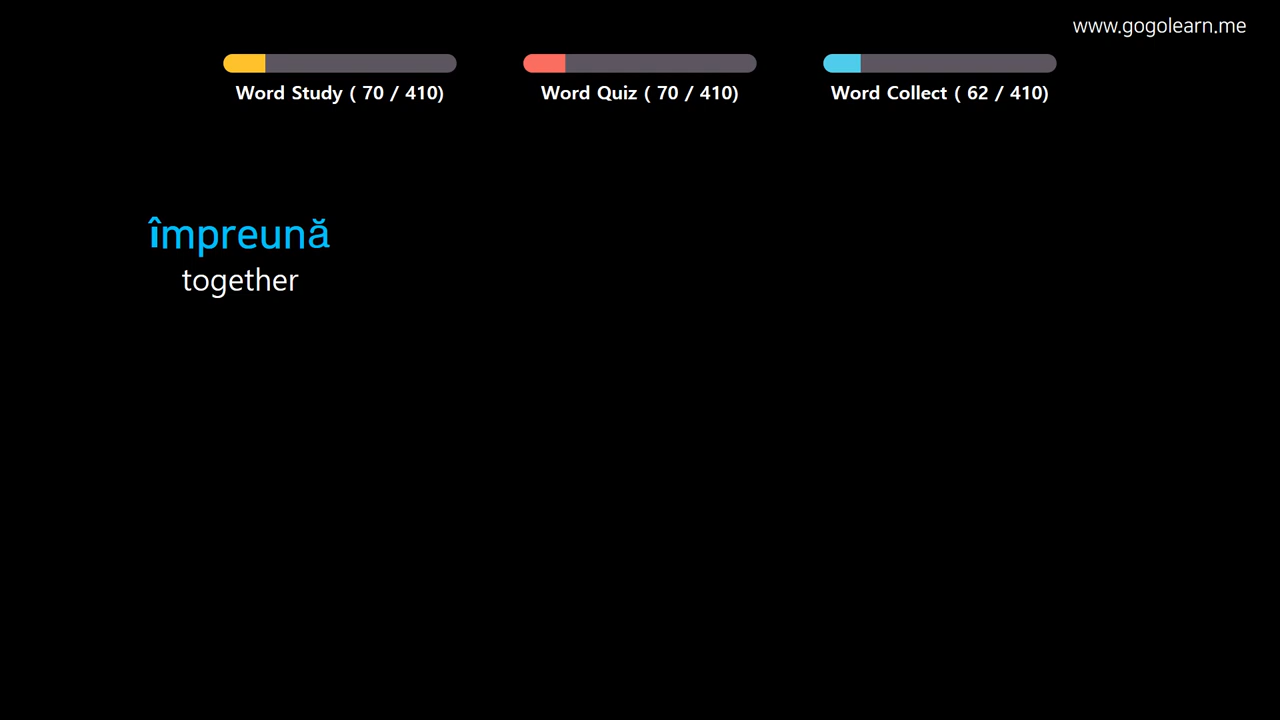 www.gogolearn.me
Word Study ( 70 / 410)
Word Quiz ( 70 / 410)
Word Collect ( 62 / 410)
împreună
together